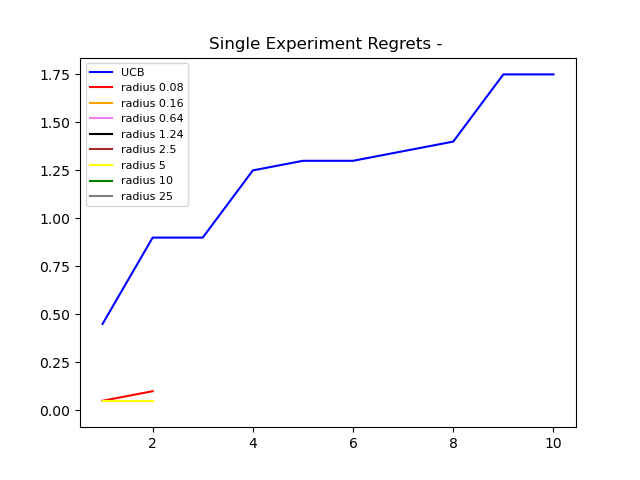 Single Experiment Regrets -
1.75
1.50
1.25
1.00
0.75
0.50
0.25
0.00
UCB
radius 0.08
radius 0.16
radius 0.64
radius 1.24
radius 2.5
radius 5
radius 10
radius 25
2 4 6 8 10